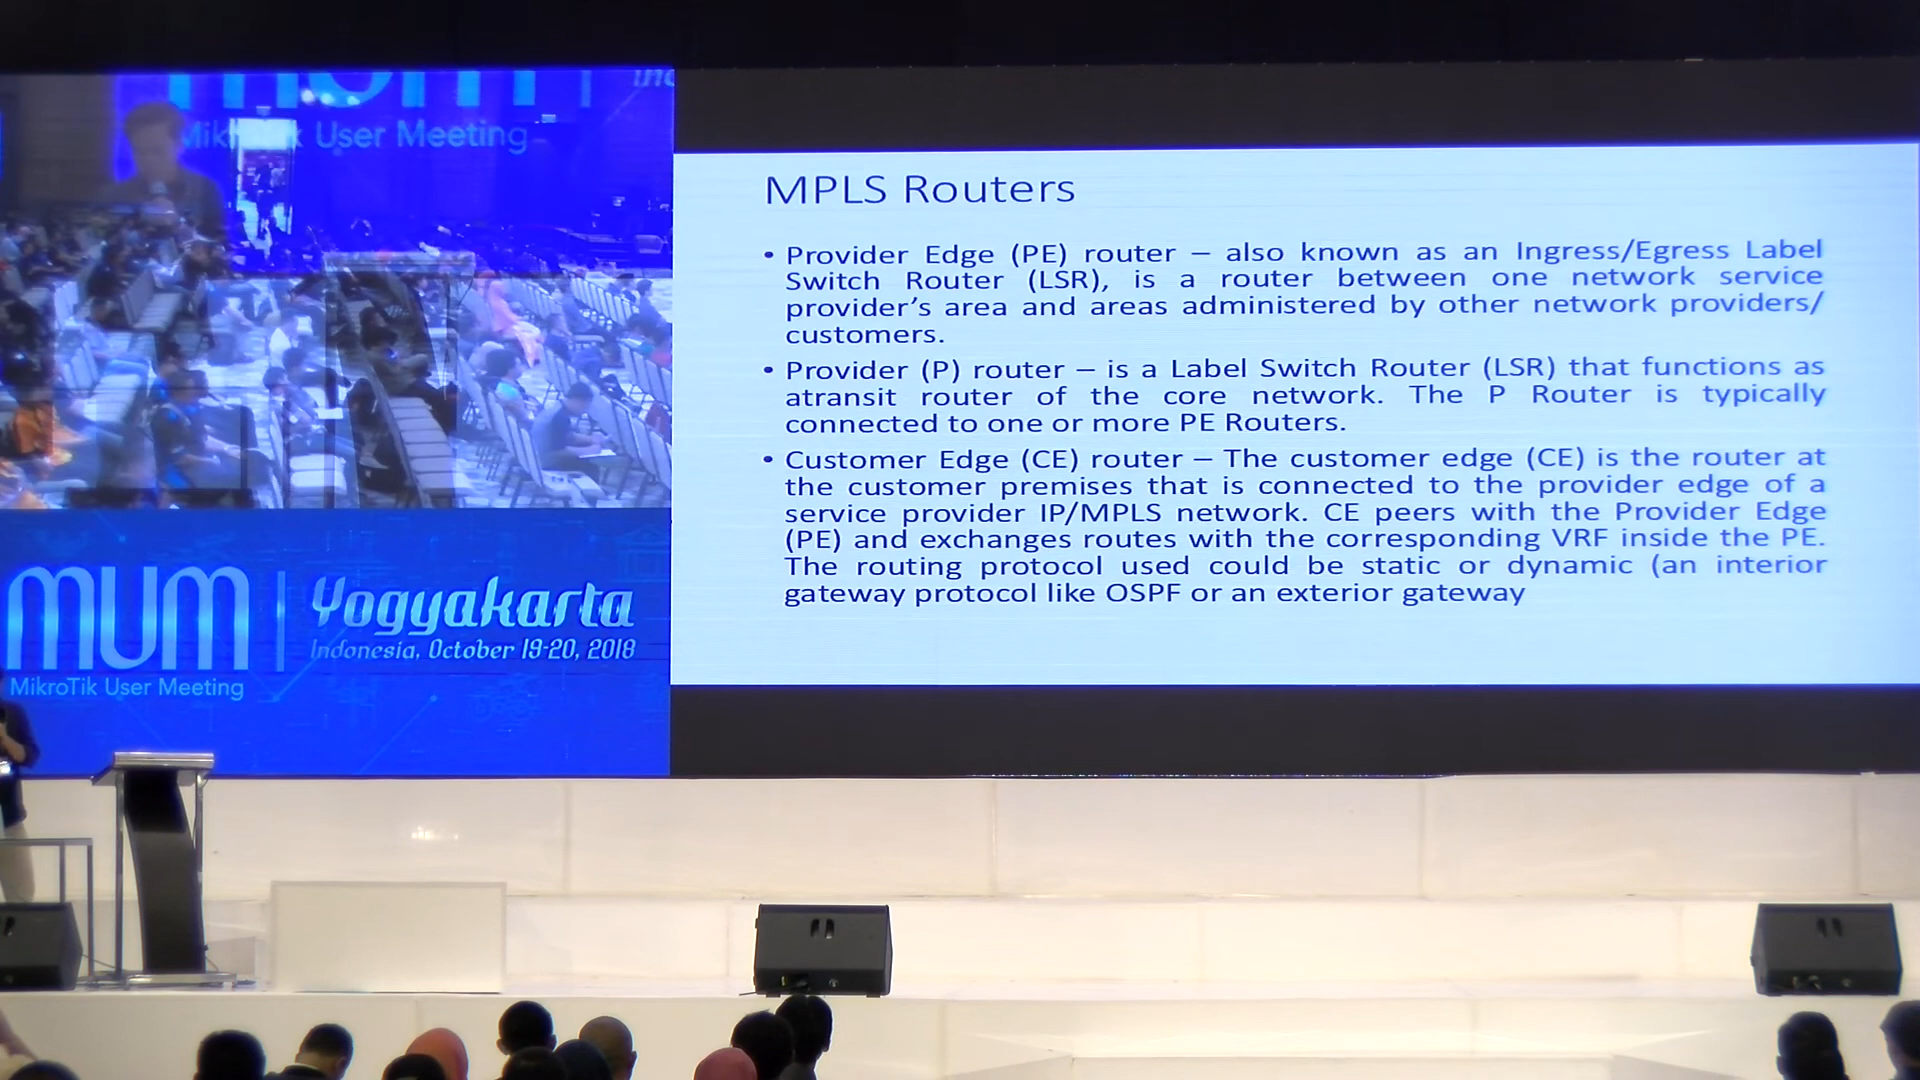 mum
Mik k User Meeting
MPLS Routers
• Provider Edge (PE) router – also known as an Ingress/Egress Label
Switch Router (LSR), is a router between one network service
provider’s area and areas administered by other network providers/
customers.
• Provider (P) router – is a Label Switch Router (LSR) that functions as
atransit router of the core network. The P Router is typically
connected to one or more PE Routers.
• Customer Edge (CE) router – The customer edge (CE) is the router at
the customer premises that is connected to the provider edge of a
service provider IP/MPLS network. CE peers with the Provider Edge
(PE) and exchanges routes with the corresponding VRF inside the PE.
The routing protocol used could be static or dynamic (an interior
gateway protocol like OSPF or an exterior gateway
mum
MikroTik User Meeting
Yogyakarta
Indonesia, October 19-20, 2018